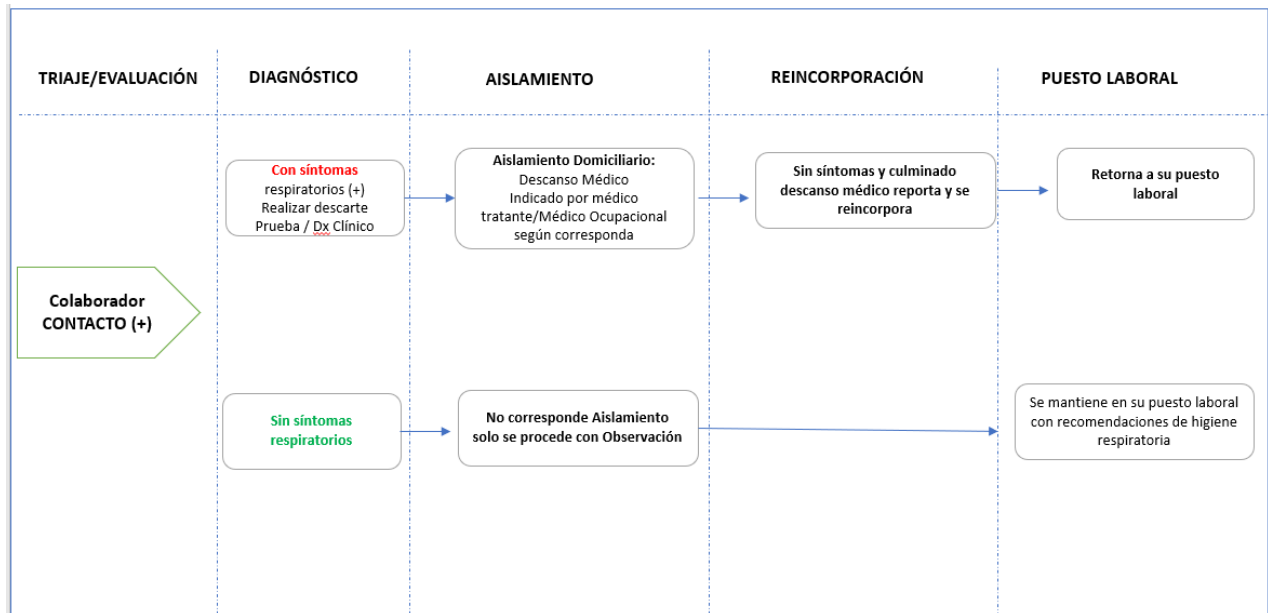 TRIAJE/EVALUACIÓN
DIAGNÓSTICO
AISLAMIENTO
REINCORPORACIÓN
PUESTO LABORAL
Con síntomas
respiratorios (+)
Realizar descarte
Prueba / Dx Clínico
Aislamiento Domiciliario:
Descanso Médico
Indicado por médico
tratante/Médico Ocupacional
según corresponda
Sin síntomas y culminado
descanso médico reporta y se
reincorpora
Retorna a su puesto
laboral
Colaborador
CONTACTO (+)
Sin síntomas
respiratorios
No corresponde Aislamiento
solo se procede con Observación
Se mantiene en su puesto laboral
con recomendaciones de higiene
respiratoria